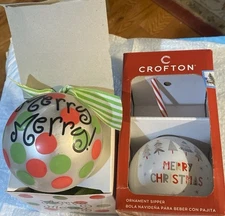 Merry
Merry!
C
CROFTON
MERRY
CHRISTMAS
ORNAMENT SIPPER
BOLA NAVIDEÑA PARA BEBER CON PAJITA